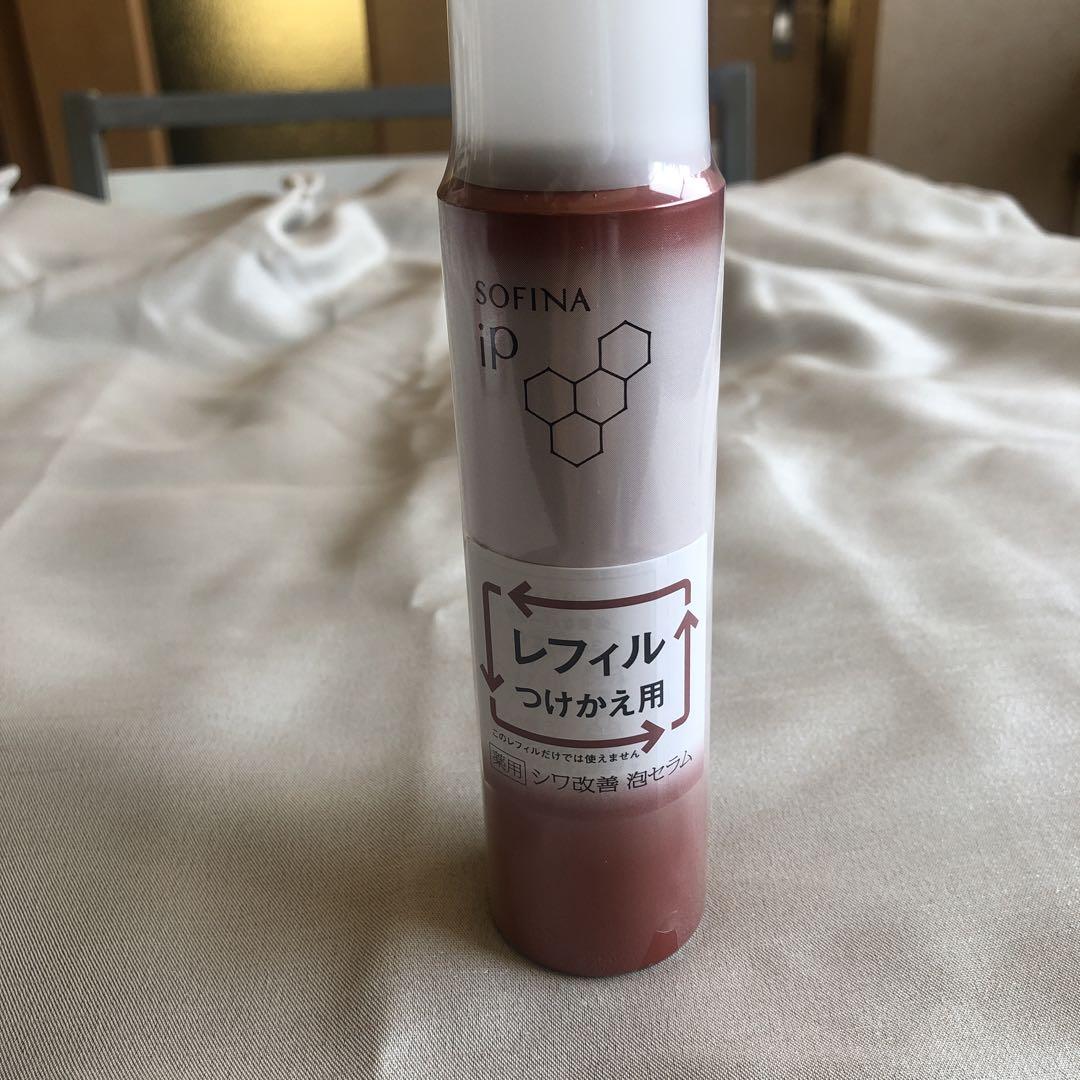 SOFINA
iP
レフィル
つけかえ用
このレフィルだけでは使えません
薬用 シワ改善 泡セラム